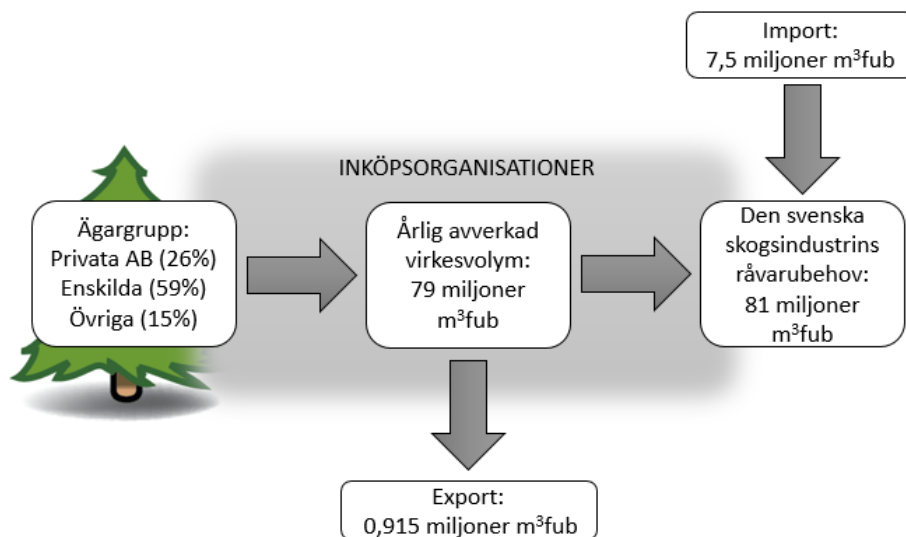 Import:
7,5 miljoner m³fub
INKÖPSORGANISATIONER
Ägargrupp:
Privata AB (26%)
Enskilda (59%)
Övriga (15%)
Årlig avverkad
virkesvolym:
79 miljoner
m³fub
Den svenska
skogsindustrins
råvarubehov:
81 miljoner
m³fub
Export:
0,915 miljoner m³fub